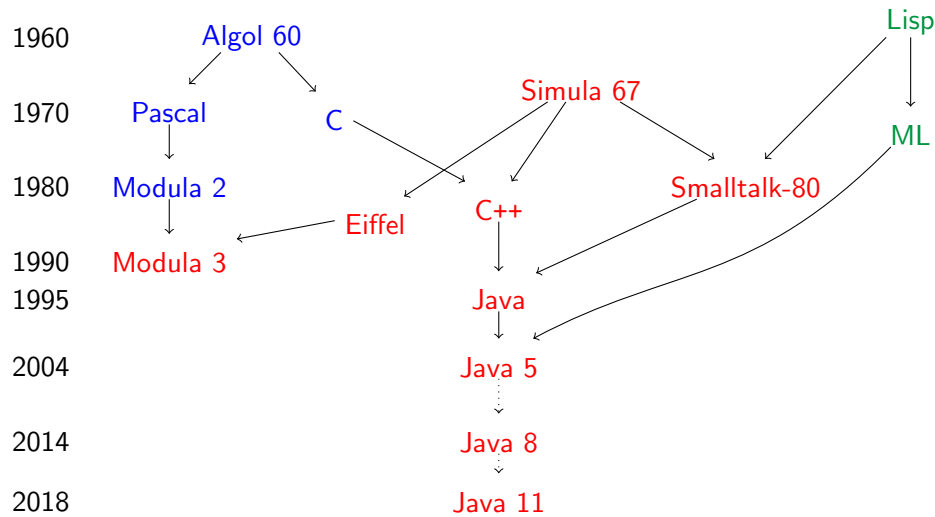 1960 Algol 60 Lisp
Simula 67
1970 Pascal C
ML
1980 Modula 2 Smalltalk-80
Eiffel C++
1990 Modula 3
1995 Java
2004 Java 5
2014 Java 8
2018 Java 11